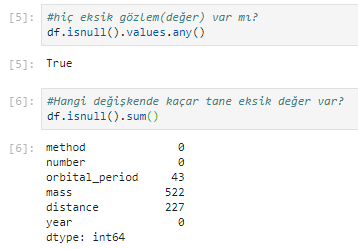 [5]: #hiç eksik gözlem(değer) var mı?
df.isnull().values.any()
[5]: True
[6]: #Hangi değişkende kaçar tane eksik değer var?
df.isnull().sum()
[6]: method 0
number 0
orbital_period 43
mass 522
distance 227
year 0
dtype: int64